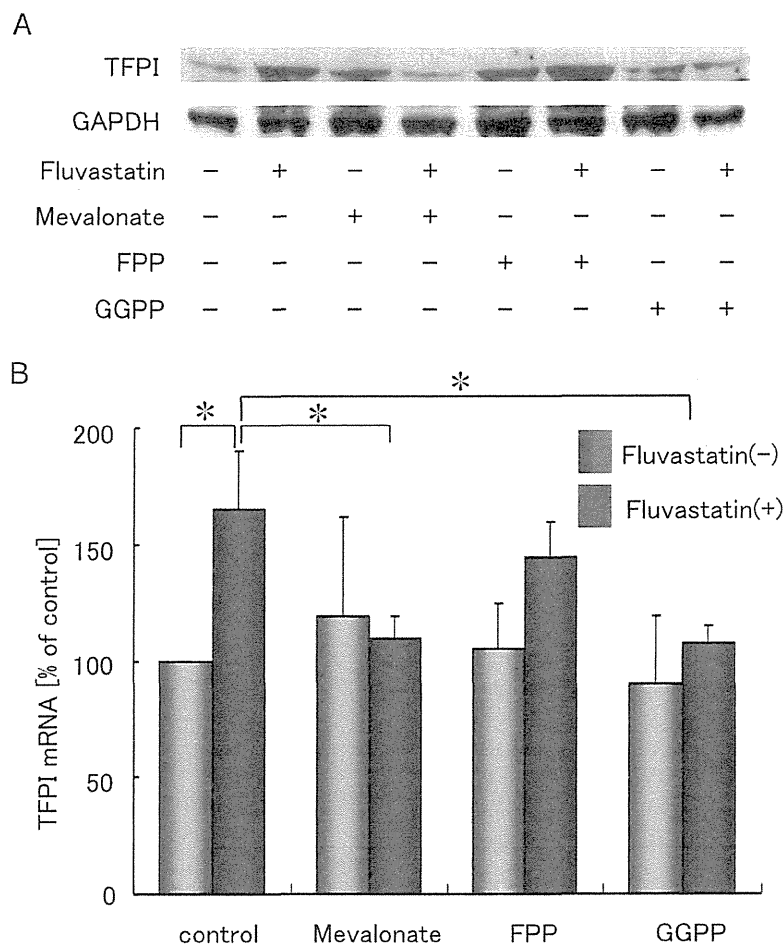 A
TFPI
GAPDH
Fluvastatin − + − + − + − +
Mevalonate − − + + − − − −
FPP − − − − + + − −
GGPP − − − − − − + +
B
*
* *
200
150
100
50
0
TFPI mRNA [% of control]
Fluvastatin(−)
Fluvastatin(+)
control Mevalonate FPP GGPP